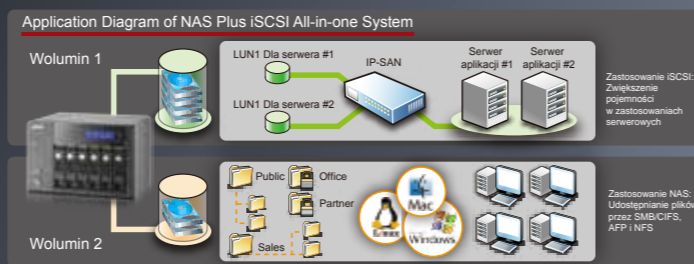 Application Diagram of NAS Plus iSCSI All-in-one System
Wolumin 1
LUN1 Dla serwera #1
LUN1 Dla serwera #2
IP-SAN
Serwer
aplikacji #1
Serwer
aplikacji #2
Zastosowanie iSCSI:
Zwiększenie
pojemności
w zastosowaniach
serwerowych
Wolumin 2
Public
Office
Partner
Sales
Mac
Linux
Windows
Zastosowanie NAS:
Udostępnianie plików
przez SMB/CIFS,
AFP i NFS